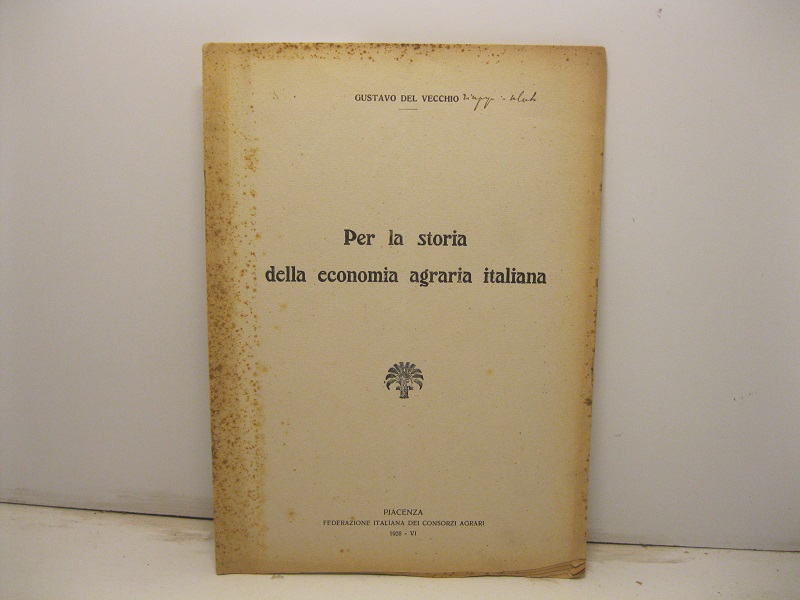 GUSTAVO DEL VECCHIO
Per la storia
della economia agraria italiana
PIACENZA
FEDERAZIONE ITALIANA DEI CONSORZI AGRARI
1928 - VI